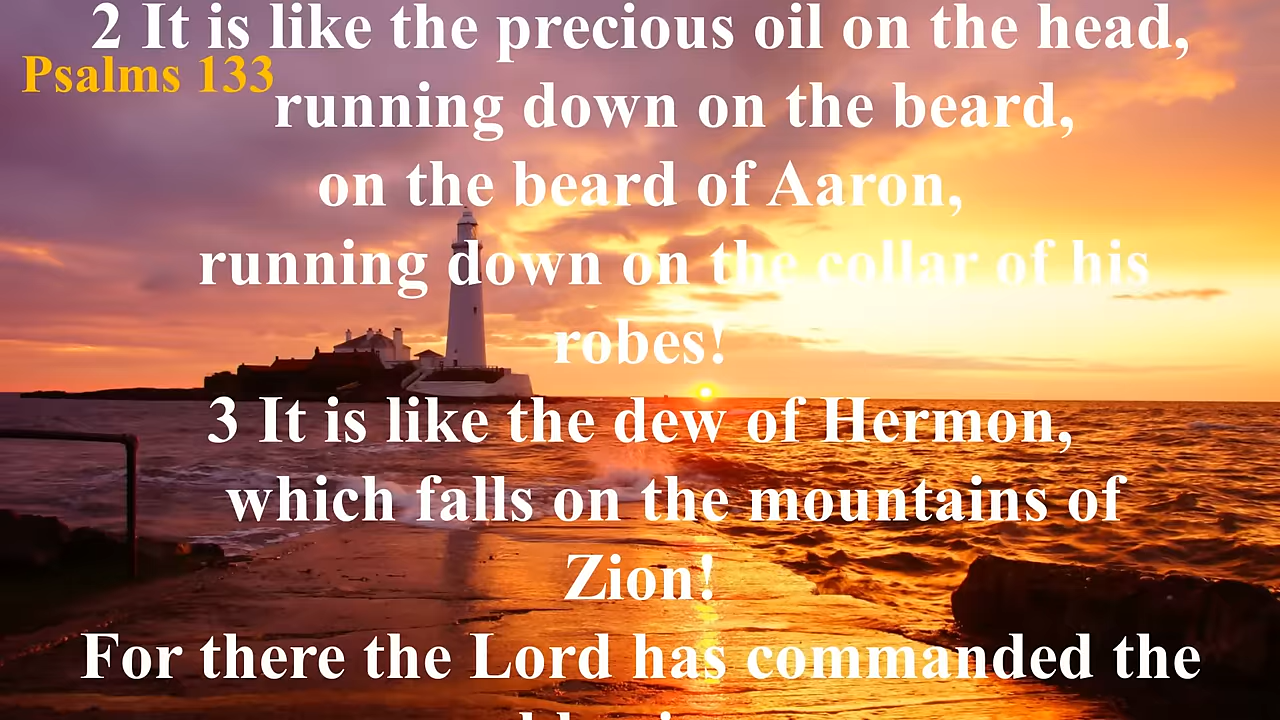 2 It is like the precious oil on the head,
Psalms 133
running down on the beard,
on the beard of Aaron,
running down on the collar of his
robes!
3 It is like the dew of Hermon,
which falls on the mountains of
Zion!
For there the Lord has commanded the